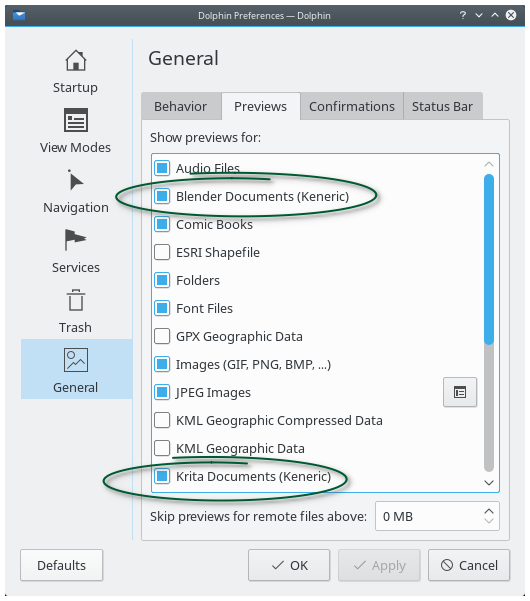 Dolphin Preferences — Dolphin
General
Startup
View Modes
Navigation
Services
Trash
General
Behavior Previews Confirmations Status Bar
Show previews for:
Audio Files
Blender Documents (Keneric)
Comic Books
ESRI Shapefile
Folders
Font Files
GPX Geographic Data
Images (GIF, PNG, BMP, ...)
JPEG Images
KML Geographic Compressed Data
KML Geographic Data
Krita Documents (Keneric)
Skip previews for remote files above: 0 MB
Defaults OK Apply Cancel